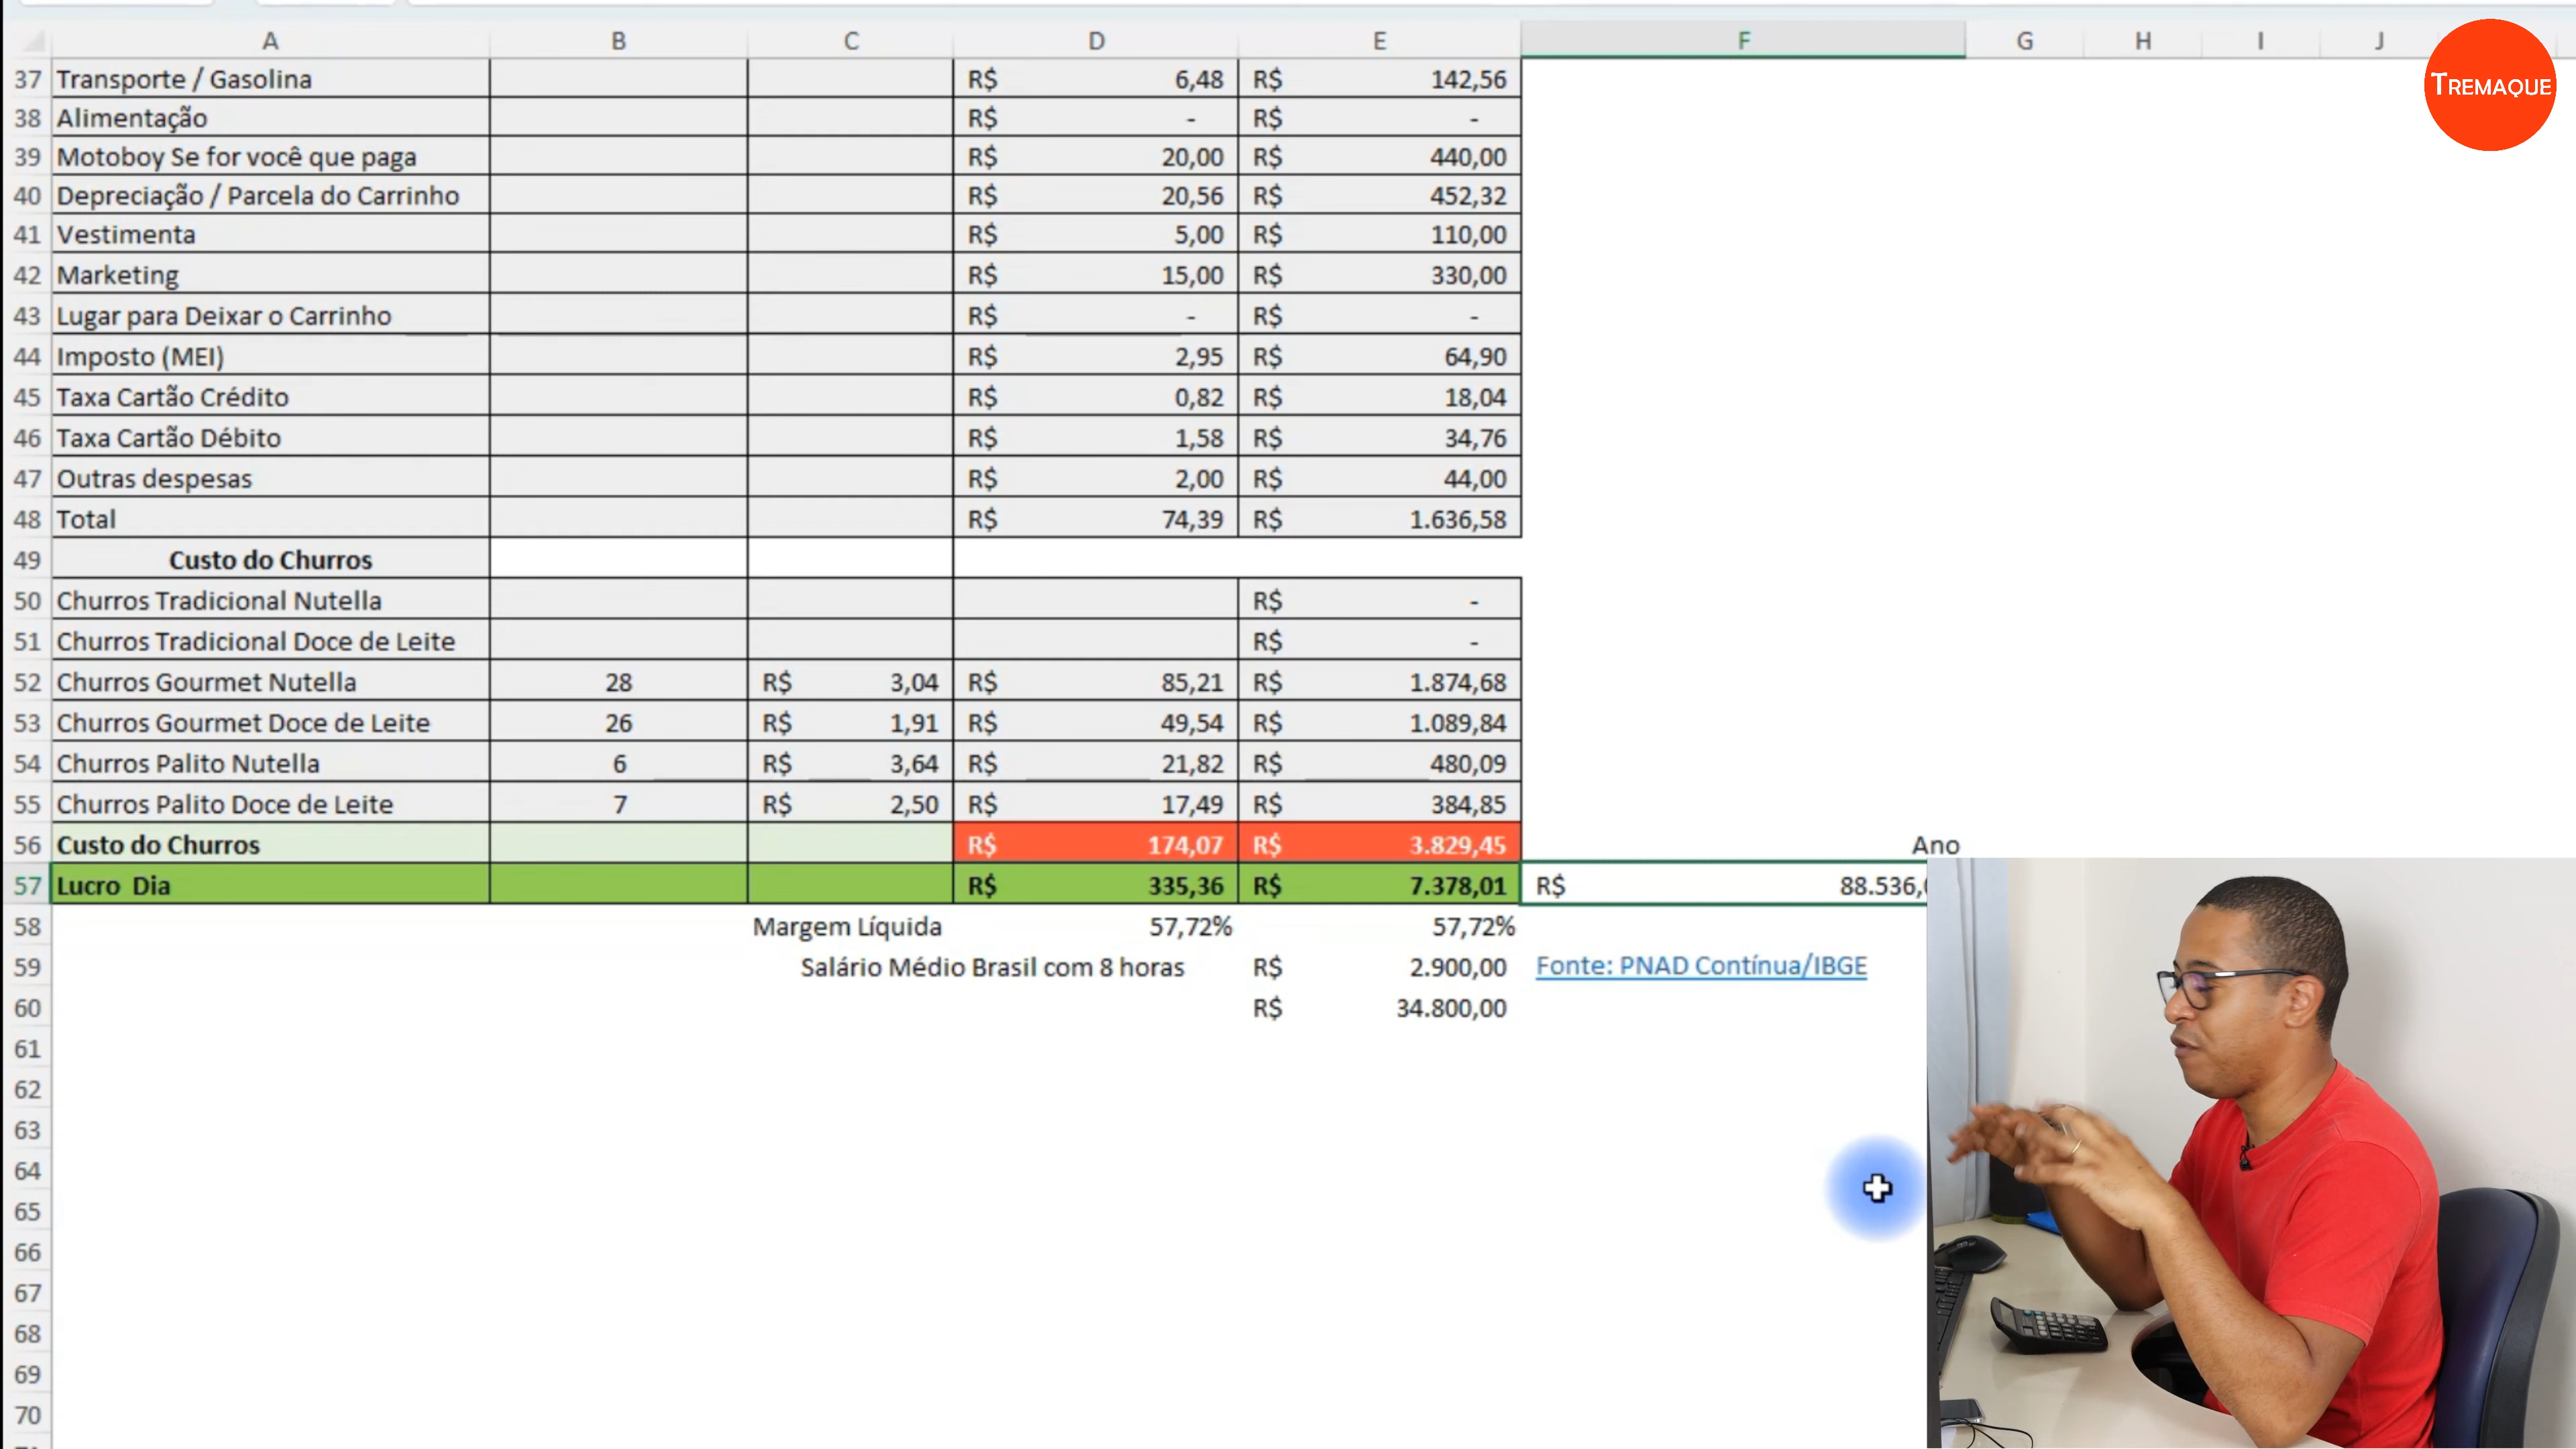 A B C D E F G H I J
TREMAQUE
37 Transporte / Gasolina R$ 6,48 R$ 142,56
38 Alimentação R$ - R$ -
39 Motoboy Se for você que paga R$ 20,00 R$ 440,00
40 Depreciação / Parcela do Carrinho R$ 20,56 R$ 452,32
41 Vestimenta R$ 5,00 R$ 110,00
42 Marketing R$ 15,00 R$ 330,00
43 Lugar para Deixar o Carrinho R$ - R$ -
44 Imposto (MEI) R$ 2,95 R$ 64,90
45 Taxa Cartão Crédito R$ 0,82 R$ 18,04
46 Taxa Cartão Débito R$ 1,58 R$ 34,76
47 Outras despesas R$ 2,00 R$ 44,00
48 Total R$ 74,39 R$ 1.636,58
49 Custo do Churros
50 Churros Tradicional Nutella R$ -
51 Churros Tradicional Doce de Leite R$ -
52 Churros Gourmet Nutella 28 R$ 3,04 R$ 85,21 R$ 1.874,68
53 Churros Gourmet Doce de Leite 26 R$ 1,91 R$ 49,54 R$ 1.089,84
54 Churros Palito Nutella 6 R$ 3,64 R$ 21,82 R$ 480,09
55 Churros Palito Doce de Leite 7 R$ 2,50 R$ 17,49 R$ 384,85
56 Custo do Churros R$ 174,07 R$ 3.829,45 Ano
57 Lucro Dia R$ 335,36 R$ 7.378,01 R$ 88.536,
58 Margem Líquida 57,72% 57,72%
59 Salário Médio Brasil com 8 horas R$ 2.900,00 Fonte: PNAD Contínua/IBGE
60 R$ 34.800,00
61
62
63
64
65
66
67
68
69
70